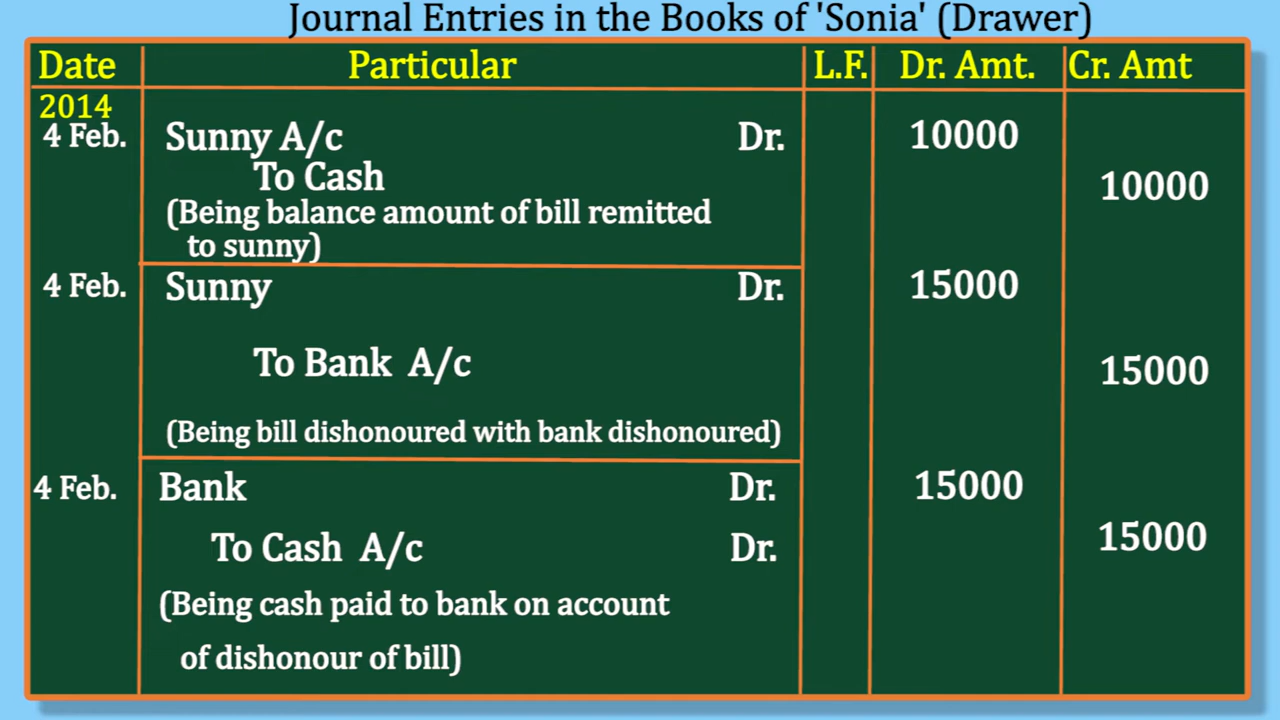 Journal Entries in the Books of 'Sonia' (Drawer)
Date Particular L.F. Dr. Amt. Cr. Amt
2014
4 Feb. Sunny A/c Dr. 10000
To Cash 10000
(Being balance amount of bill remitted
to sunny)
4 Feb. Sunny Dr. 15000
To Bank A/c 15000
(Being bill dishonoured with bank dishonoured)
4 Feb. Bank Dr. 15000
To Cash A/c Dr. 15000
(Being cash paid to bank on account
of dishonour of bill)